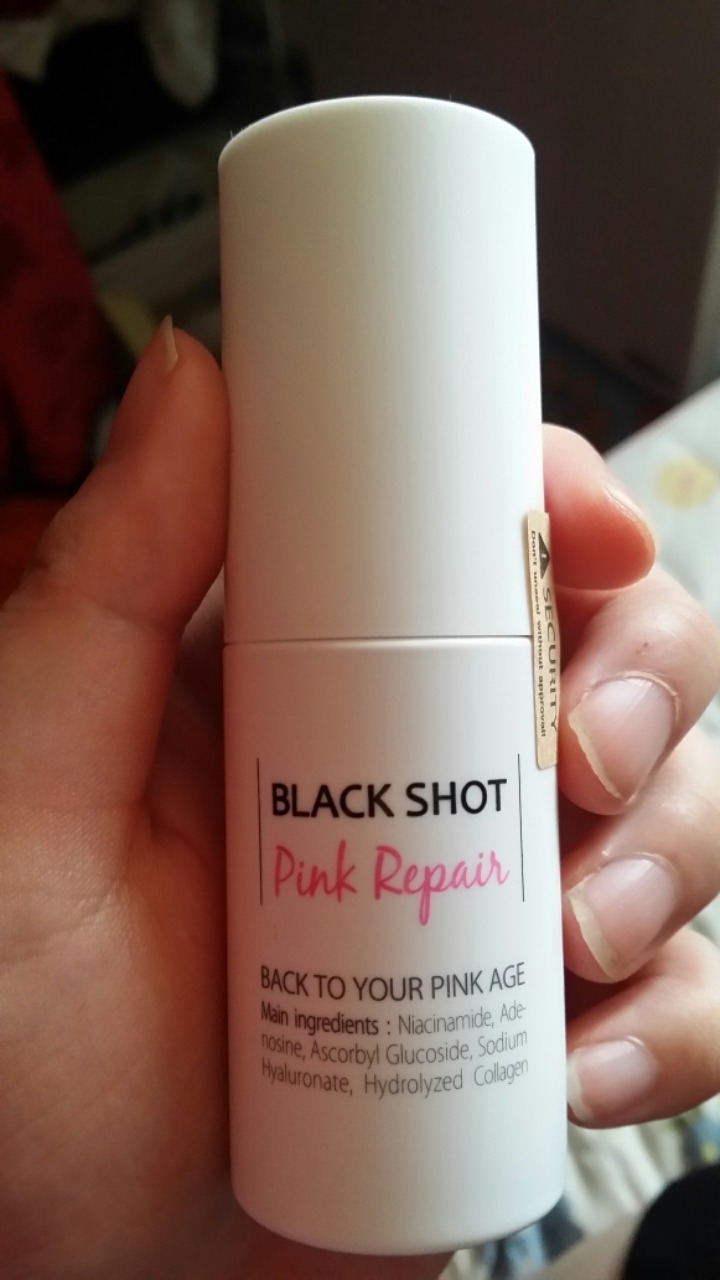 BLACK SHOT
Pink Repair
BACK TO YOUR PINK AGE
Main ingredients : Niacinamide, Ade-
nosine, Ascorbyl Glucoside, Sodium
Hyaluronate, Hydrolyzed Collagen
SECURITY
Don't unseal without approval!